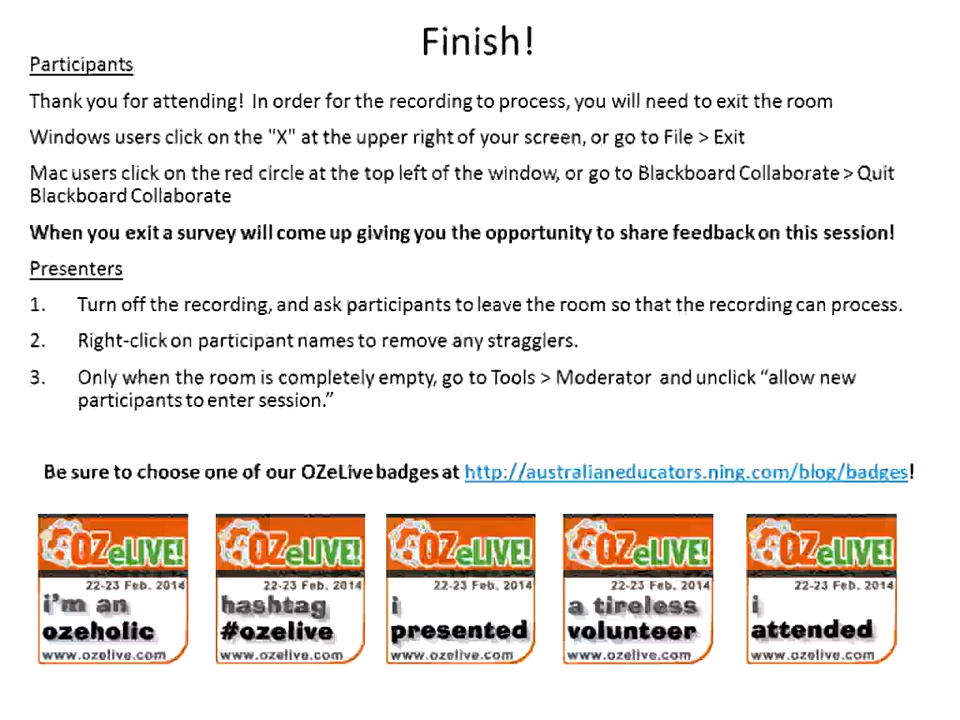 Finish!
Participants
Thank you for attending! In order for the recording to process, you will need to exit the room
Windows users click on the "X" at the upper right of your screen, or go to File > Exit
Mac users click on the red circle at the top left of the window, or go to Blackboard Collaborate > Quit
Blackboard Collaborate
When you exit a survey will come up giving you the opportunity to share feedback on this session!
Presenters
1. Turn off the recording, and ask participants to leave the room so that the recording can process.
2. Right-click on participant names to remove any stragglers.
3. Only when the room is completely empty, go to Tools > Moderator and unclick “allow new
participants to enter session.”
Be sure to choose one of our OZeLive badges at http://australianeducators.ning.com/blog/badges!
OZeLIVE!
22-23 Feb. 2014
i'm an
ozeholic
www.ozelive.com
OZeLIVE!
22-23 Feb. 2014
hashtag
#ozelive
www.ozelive.com
OZeLIVE!
22-23 Feb. 2014
i
presented
www.ozelive.com
OZeLIVE!
22-23 Feb. 2014
a tireless
volunteer
www.ozelive.com
OZeLIVE!
22-23 Feb. 2014
i
attended
www.ozelive.com